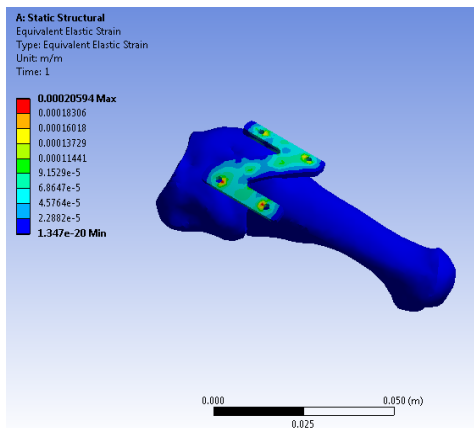 A: Static Structural
Equivalent Elastic Strain
Type: Equivalent Elastic Strain
Unit: m/m
Time: 1
0.00020594 Max
0.00018306
0.00016018
0.00013729
0.00011441
9.1529e-5
6.8647e-5
4.5764e-5
2.2882e-5
1.347e-20 Min
0.000
0.050 (m)
0.025